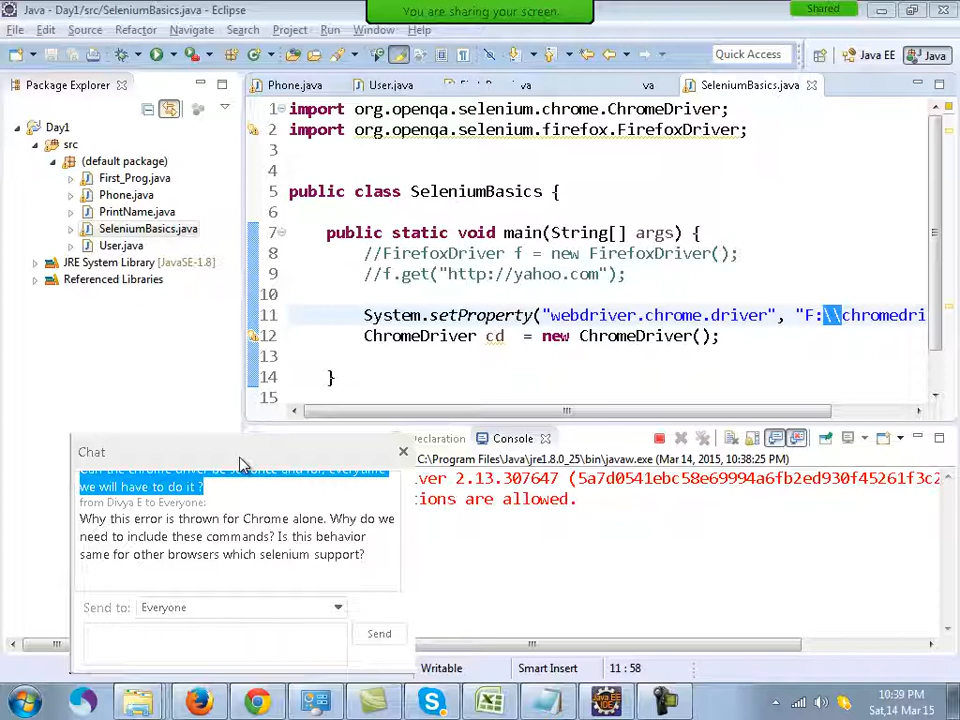 Java - Day1/src/SeleniumBasics.java - Eclipse
You are sharing your screen.
Shared
File Edit Source Refactor Navigate Search Project Run Window Help
Quick Access
Java EE
Java
Package Explorer
Phone.java
User.java
va
va
SeleniumBasics.java
Day1
src
(default package)
First_Prog.java
Phone.java
PrintName.java
SeleniumBasics.java
User.java
JRE System Library [JavaSE-1.8]
Referenced Libraries
1 import org.openqa.selenium.chrome.ChromeDriver;
2 import org.openqa.selenium.firefox.FirefoxDriver;
3
4
5 public class SeleniumBasics {
6
7 public static void main(String[] args) {
8 //FirefoxDriver f = new FirefoxDriver();
9 //f.get("http://yahoo.com");
10
11 System.setProperty("webdriver.chrome.driver", "F:\\chromedri
12 ChromeDriver cd = new ChromeDriver();
13
14 }
15
Chat
we will have to do it ?
from Divya E to Everyone:
Why this error is thrown for Chrome alone. Why do we
need to include these commands? Is this behavior
same for other browsers which selenium support?
Send to: Everyone
Send
Declaration
Console
C:\Program Files\Java\jre1.8.0_25\bin\javaw.exe (Mar 14, 2015, 10:38:25 PM)
iver 2.13.307647 (5a7d0541ebc58e69994a6fb2ed930f45261f3c2
tions are allowed.
Writable
Smart Insert
11 : 58
10:39 PM
Sat,14 Mar 15